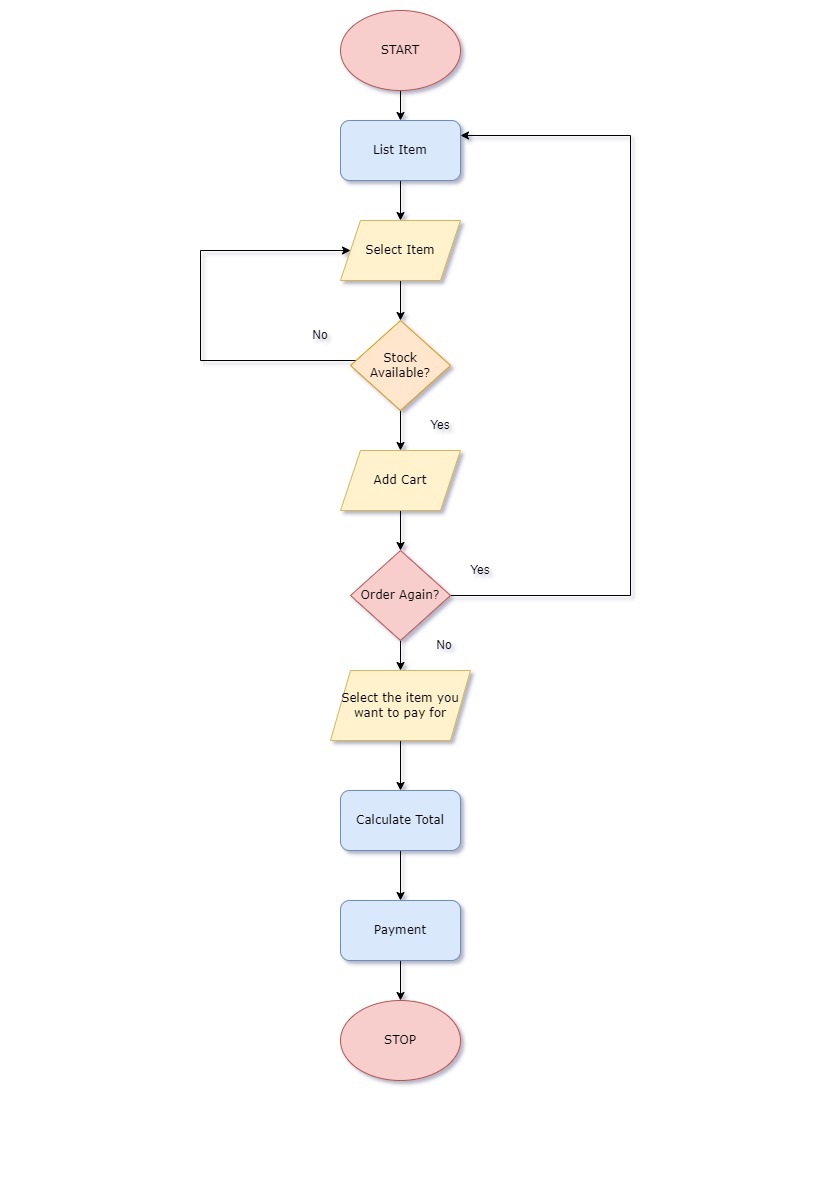 START
List Item
Select Item
No
Stock
Available?
Yes
Add Cart
Yes
Order Again?
No
Select the item you
want to pay for
Calculate Total
Payment
STOP